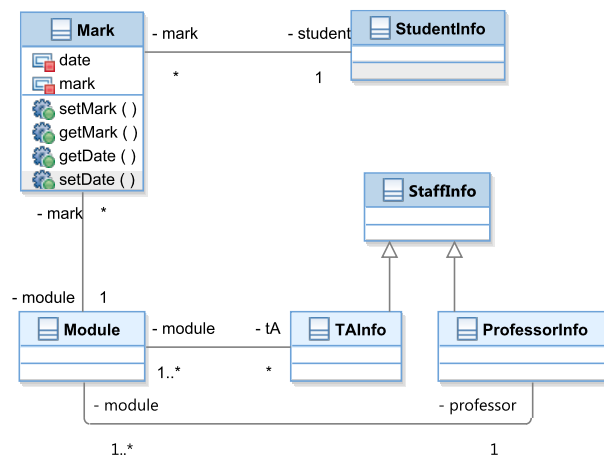 Mark
- mark
- student
StudentInfo
date
mark
*
1
setMark ( )
getMark ( )
getDate ( )
setDate ( )
StaffInfo
- mark
*
- module
1
Module
- module
- tA
TAInfo
ProfessorInfo
1..*
*
- module
- professor
1..*
1